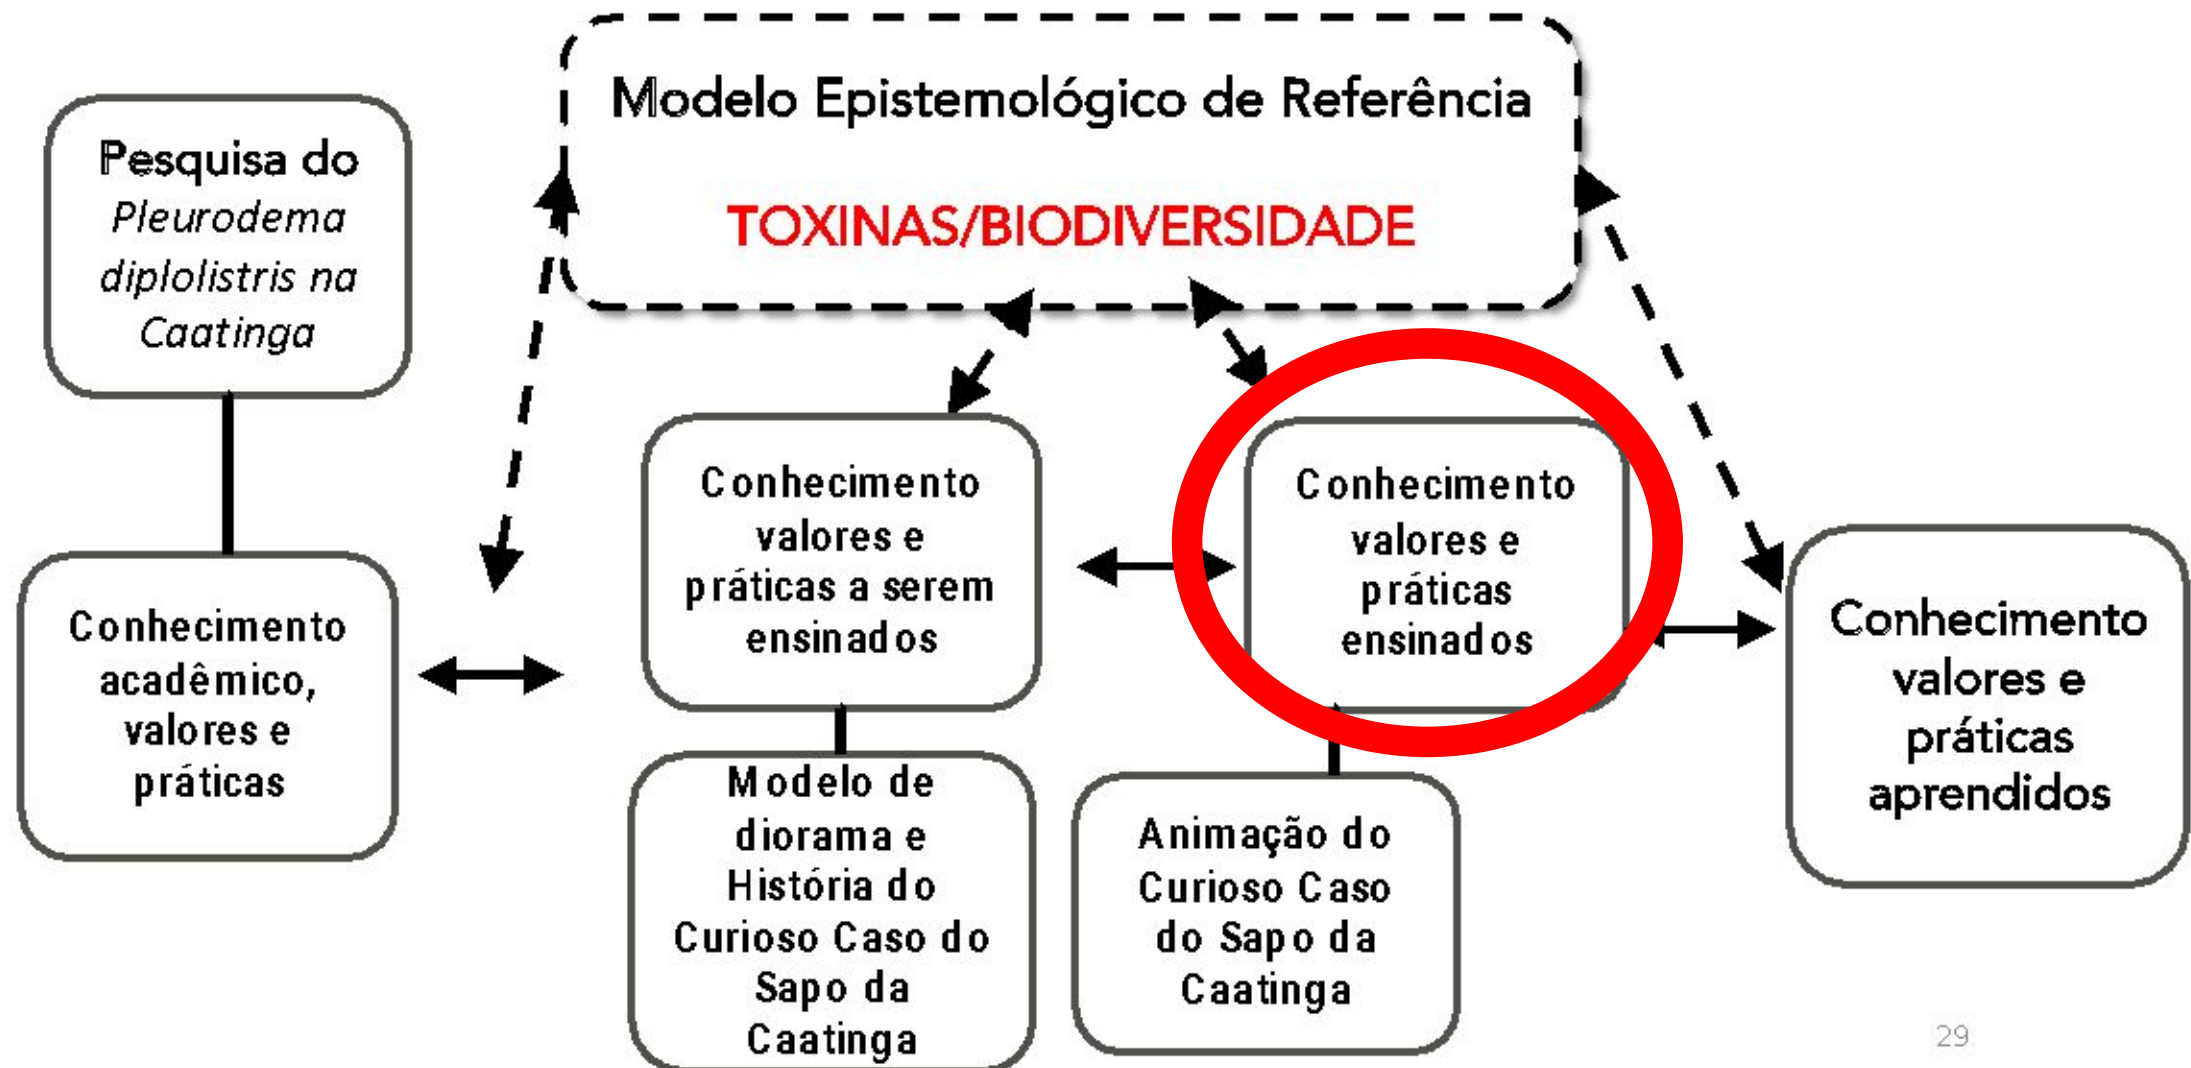 Modelo Epistemológico de Referência
TOXINAS/BIODIVERSIDADE
Pesquisa do
Pleurodema
diplolistris na
Caatinga
Conhecimento
acadêmico,
valores e
práticas
Conhecimento
valores e
práticas a serem
ensinados
Modelo de
diorama e
História do
Curioso Caso do
Sapo da
Caatinga
Conhecimento
valores e
práticas
ensinados
Animação do
Curioso Caso
do Sapo da
Caatinga
Conhecimento
valores e
práticas
aprendidos
29